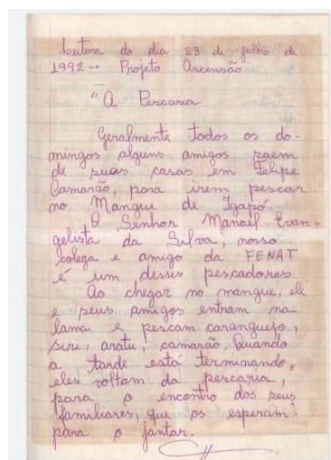 Leitura do dia 23 de julho de
1992 -- Projeto Ascensão
"A Pescaria
Geralmente todos os do-
mingos alguns amigos saem
de suas casas em Felipe
Camarão, para irem pescar
no Mangue de Igapó.
O Senhor Manoel Evan-
gelista da Silva, nosso
colega e amigo da FENAT
é um desses pescadores.
Ao chegar no mangue, ele
e seus amigos entram na
lama e pescam caranguejo,
siri, aratu, camarão. Quando
a tarde está terminando,
eles voltam da pescaria,
para o encontro dos seus
familiares, que os esperam
para o jantar.